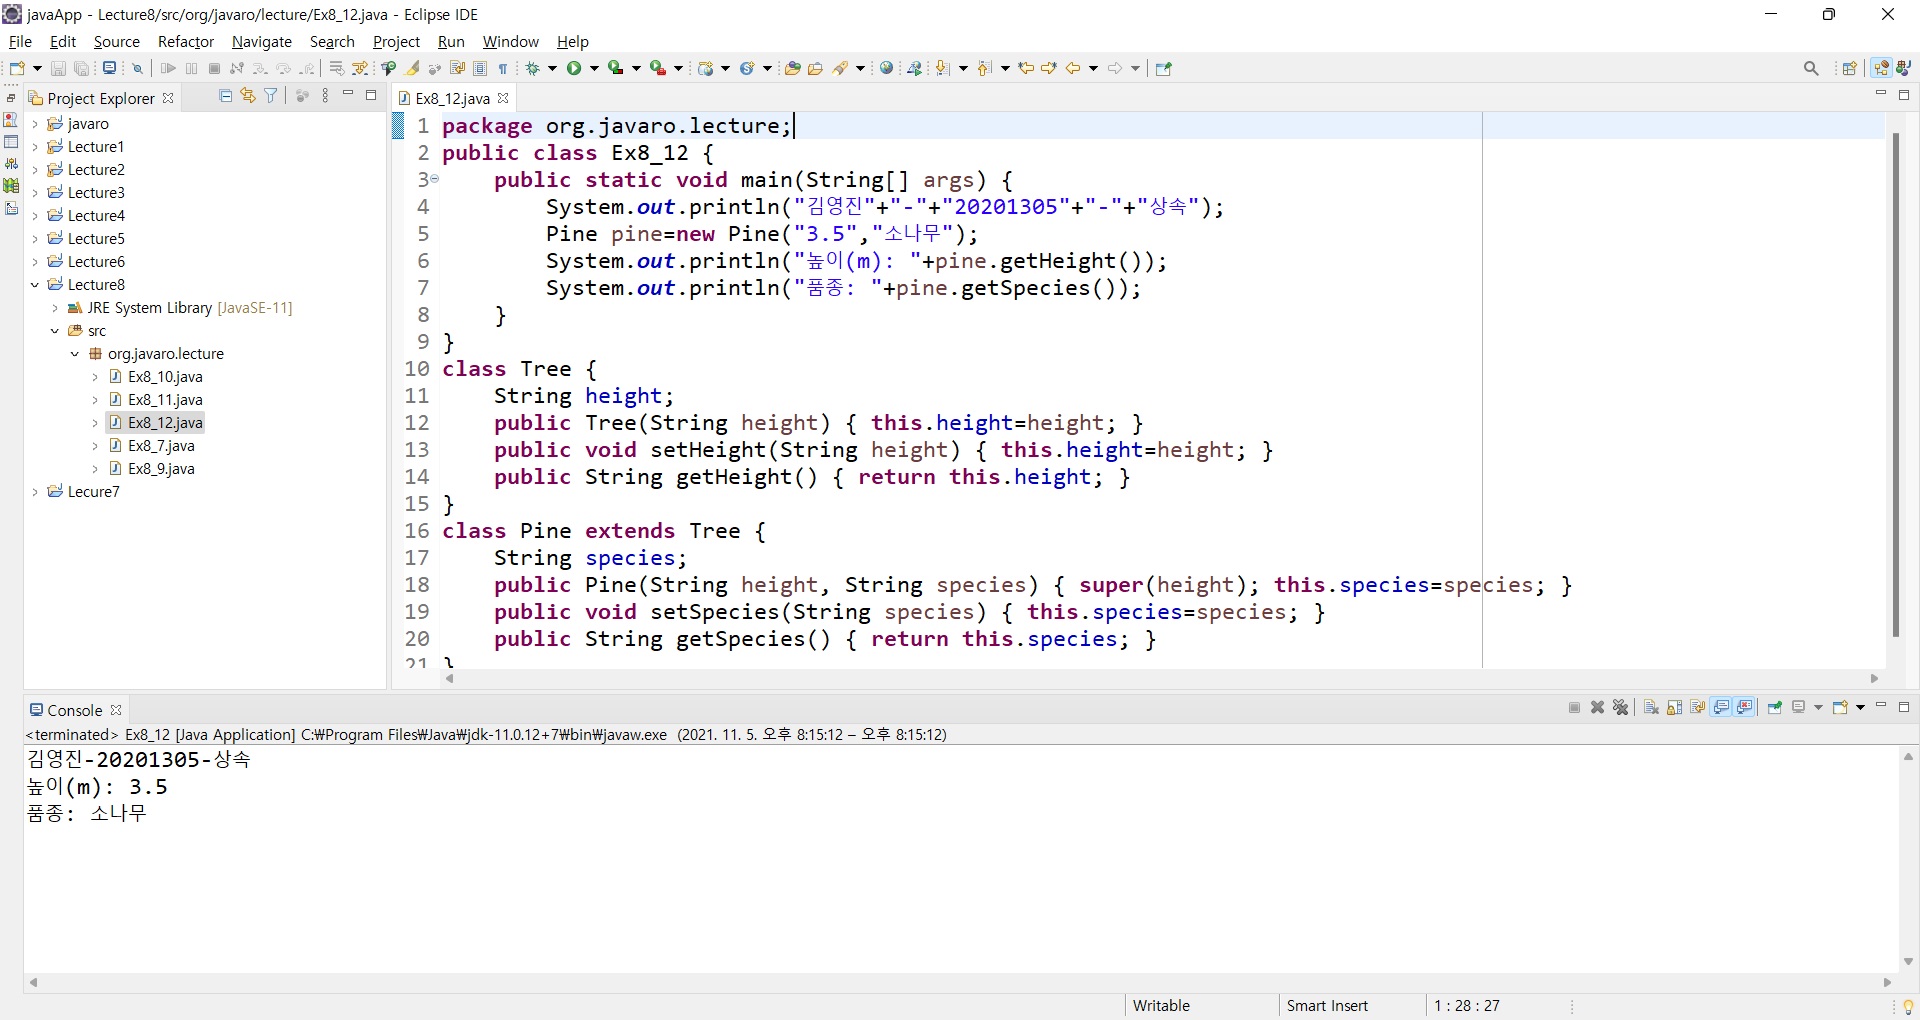 javaApp - Lecture8/src/org/javaro/lecture/Ex8_12.java - Eclipse IDE
File Edit Source Refactor Navigate Search Project Run Window Help
Project Explorer
javaro
Lecture1
Lecture2
Lecture3
Lecture4
Lecture5
Lecture6
Lecture8
JRE System Library [JavaSE-11]
src
org.javaro.lecture
Ex8_10.java
Ex8_11.java
Ex8_12.java
Ex8_7.java
Ex8_9.java
Lecure7
Ex8_12.java
1 package org.javaro.lecture;
2 public class Ex8_12 {
3 public static void main(String[] args) {
4 System.out.println("김영진"+"-"+"20201305"+"-"+"상속");
5 Pine pine=new Pine("3.5","소나무");
6 System.out.println("높이(m): "+pine.getHeight());
7 System.out.println("품종: "+pine.getSpecies());
8 }
9 }
10 class Tree {
11 String height;
12 public Tree(String height) { this.height=height; }
13 public void setHeight(String height) { this.height=height; }
14 public String getHeight() { return this.height; }
15 }
16 class Pine extends Tree {
17 String species;
18 public Pine(String height, String species) { super(height); this.species=species; }
19 public void setSpecies(String species) { this.species=species; }
20 public String getSpecies() { return this.species; }
21 }
Console
<terminated> Ex8_12 [Java Application] C:₩Program Files₩Java₩jdk-11.0.12+7₩bin₩javaw.exe (2021. 11. 5. 오후 8:15:12 – 오후 8:15:12)
김영진-20201305-상속
높이(m): 3.5
품종: 소나무
Writable
Smart Insert
1 : 28 : 27